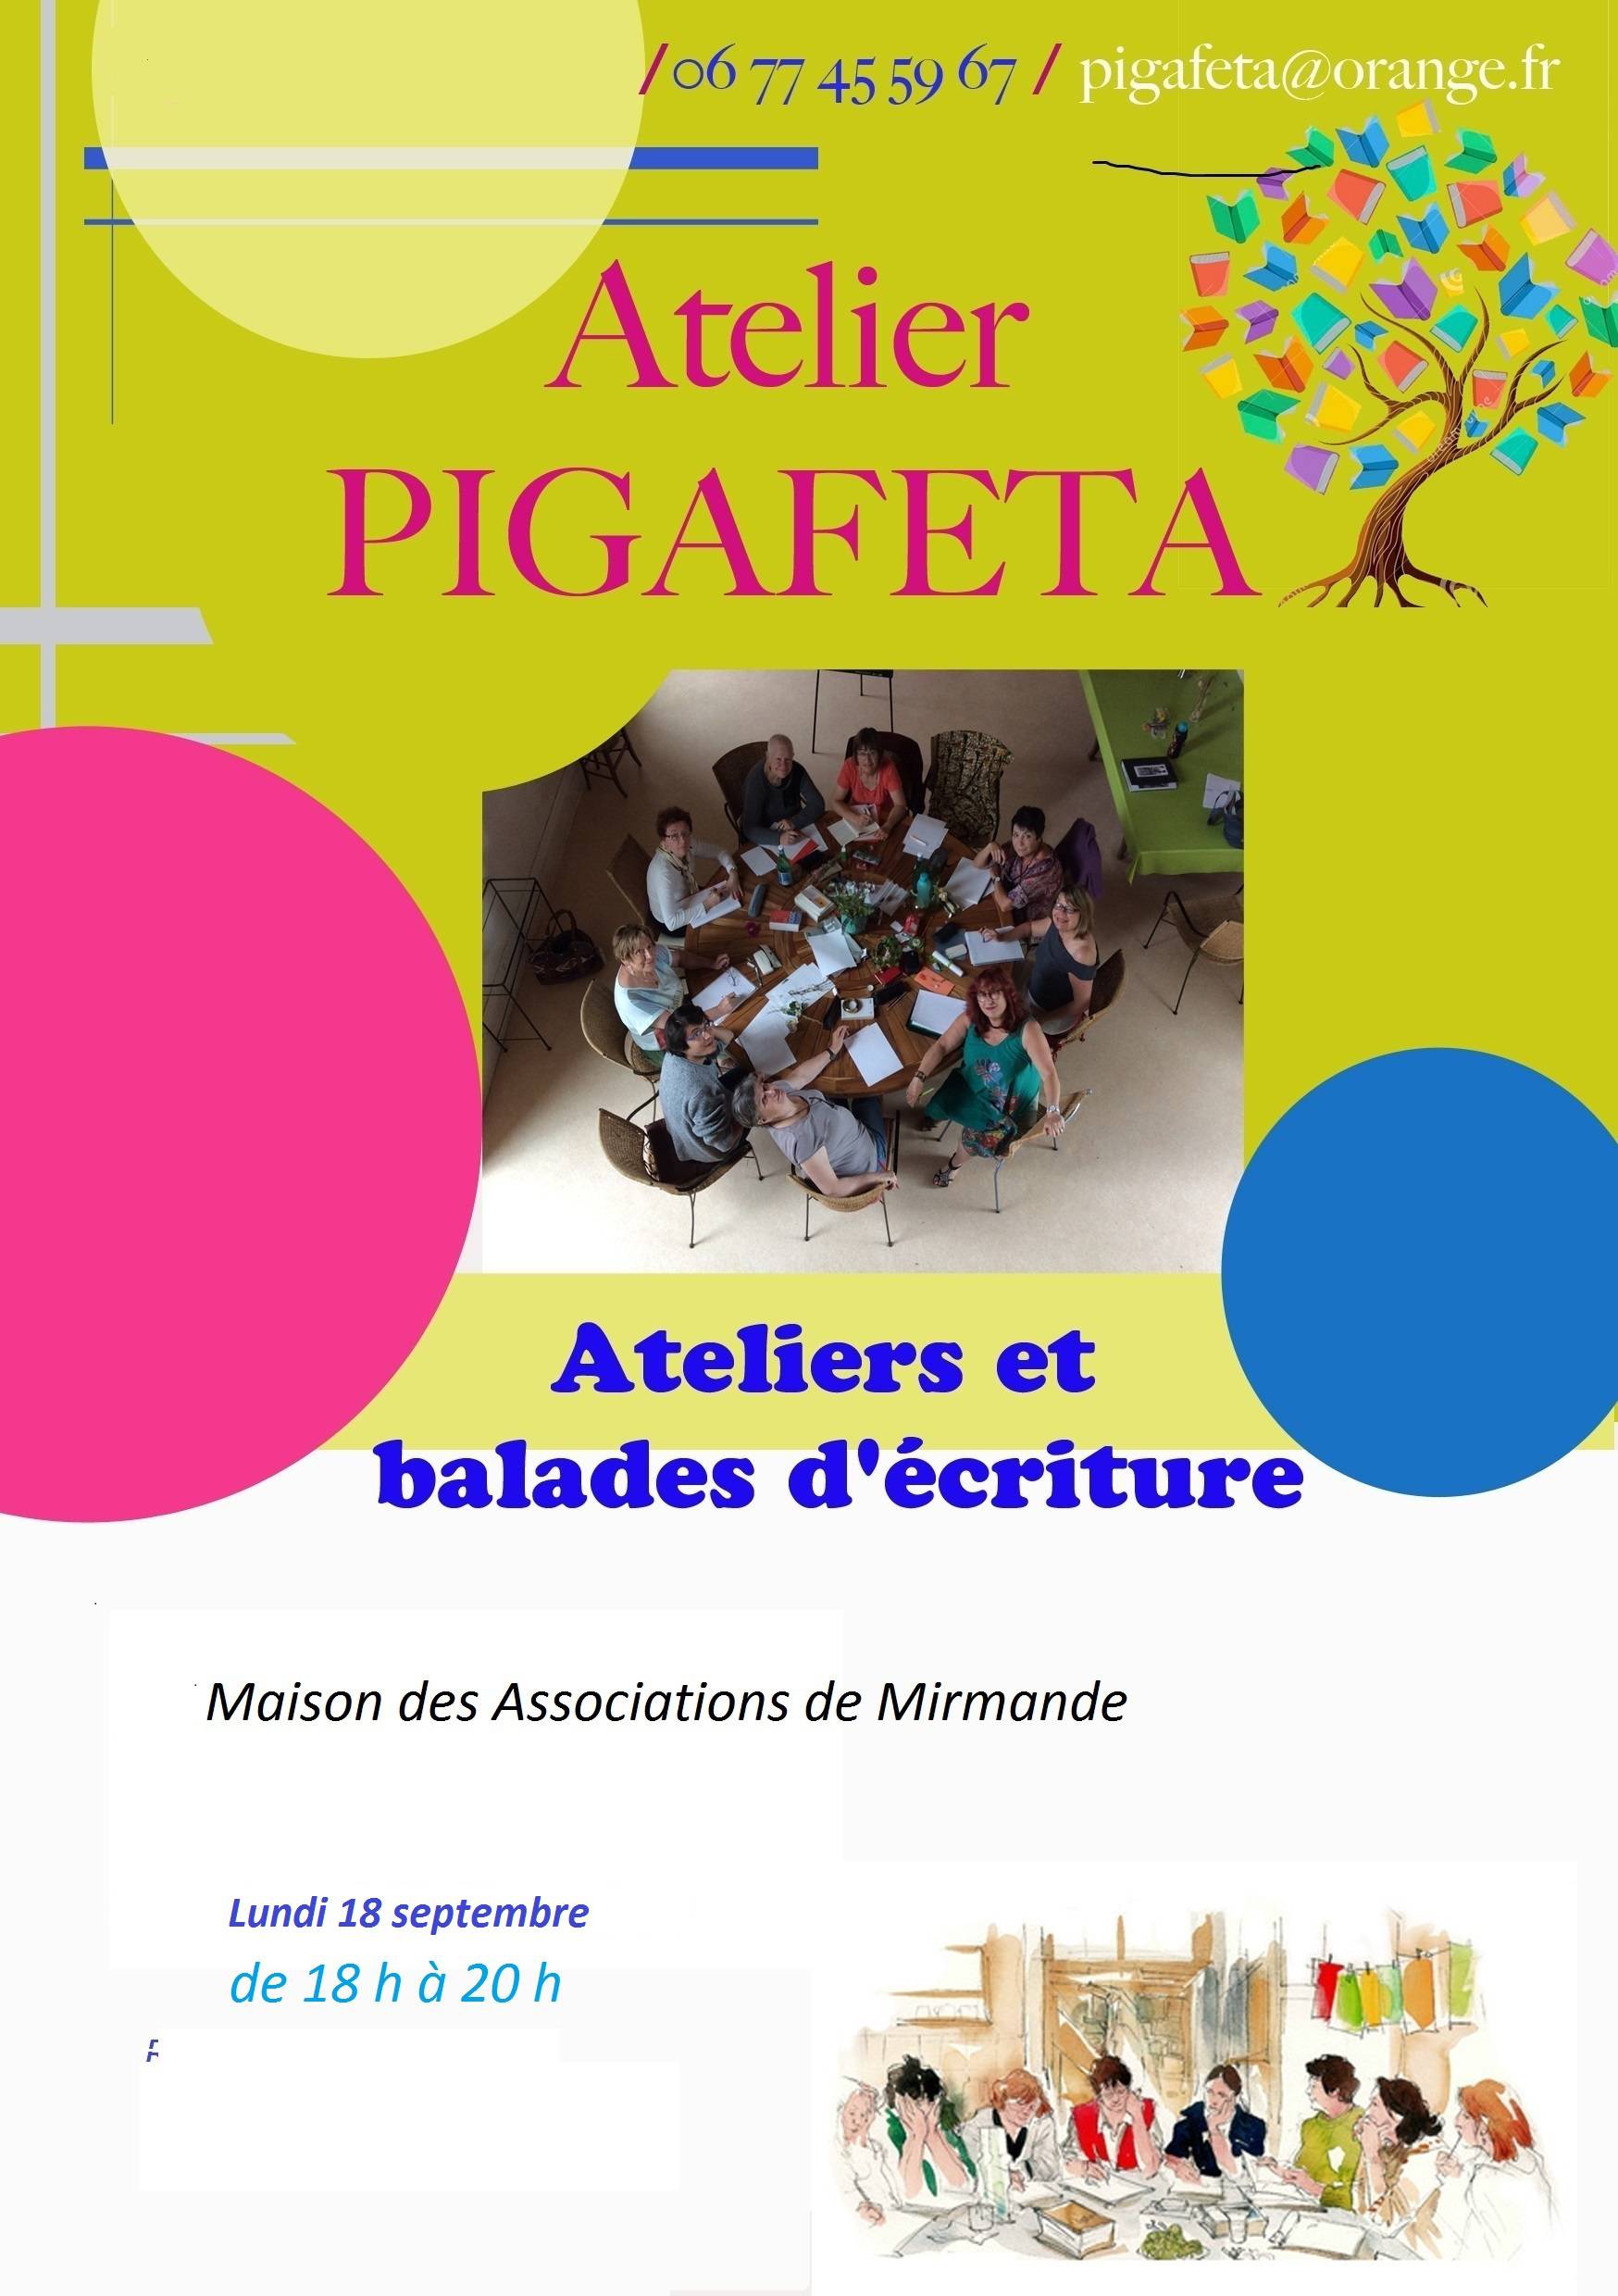 /06 77 45 59 67 / pigafeta@orange.fr
Atelier
PIGAFETA
Ateliers et
balades d'écriture
Maison des Associations de Mirmande
Lundi 18 septembre
de 18 h à 20 h